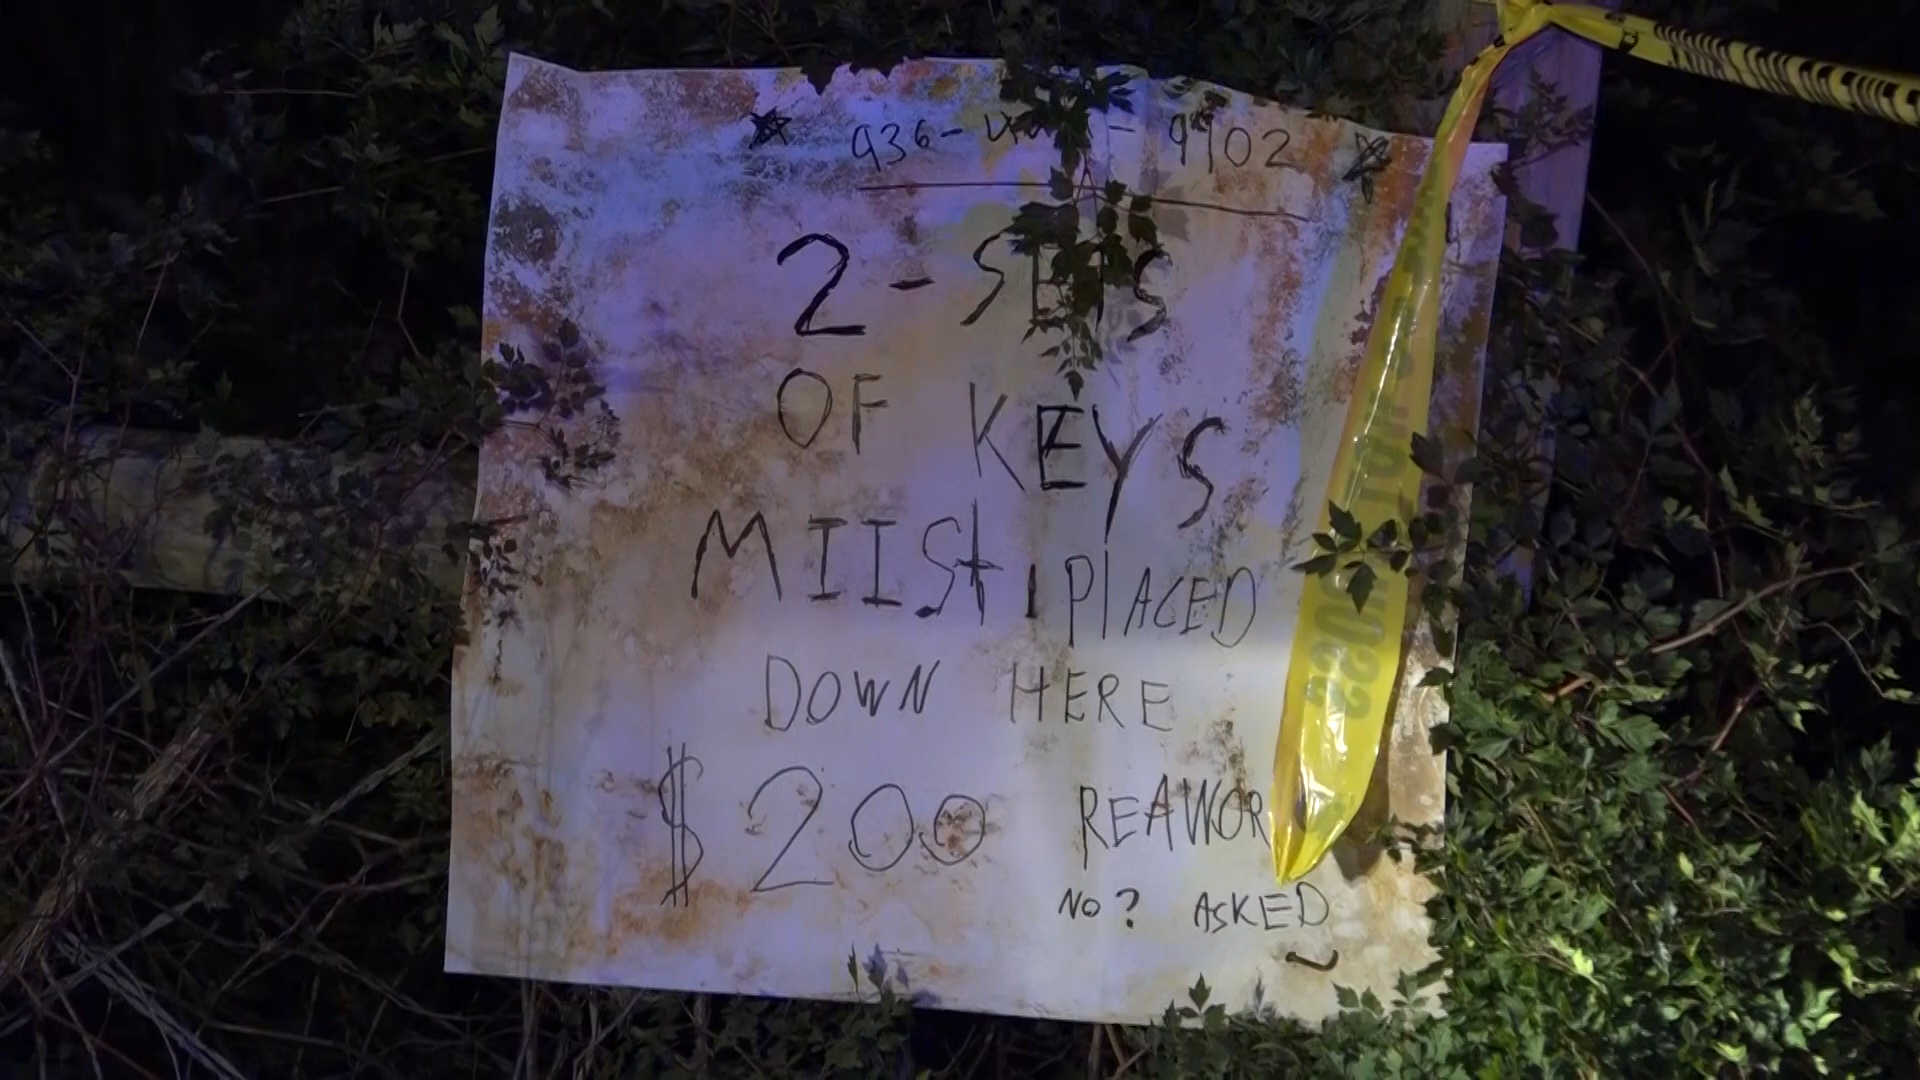 936- - 9902
2-SETS
OF KEYS
MIISt,PlACED
DOWN HERE
$200 REAWOR
NO? ASKED